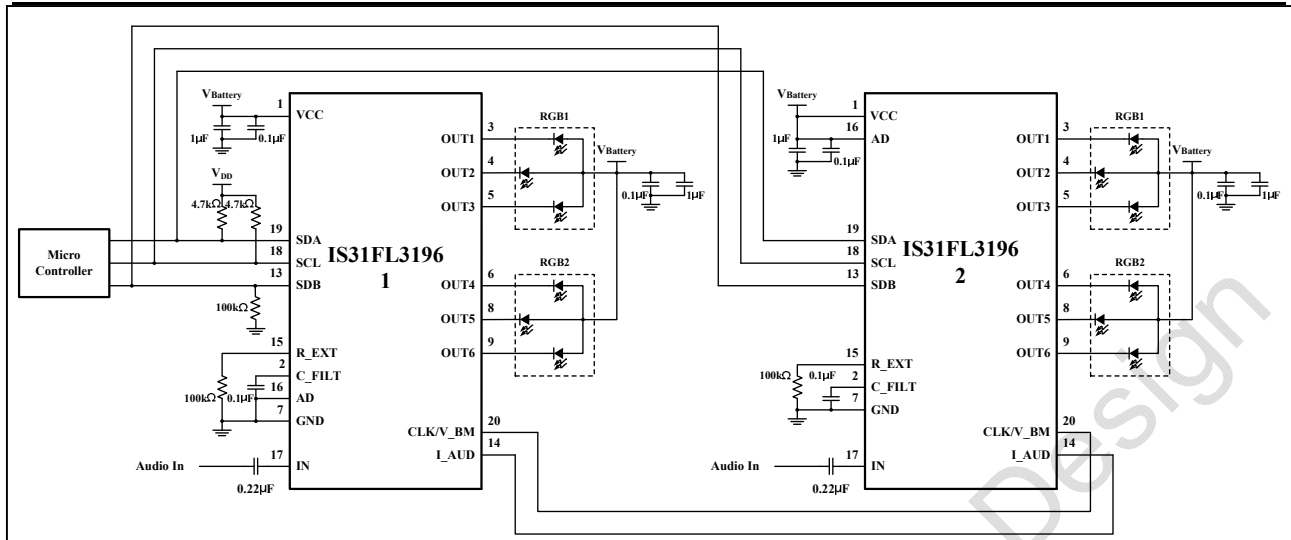 VBattery
1
VCC
1µF
0.1µF
VDD
4.7kΩ
4.7kΩ
Micro
Controller
19
SDA
18
SCL
13
SDB
100kΩ
IS31FL3196
1
15
R_EXT
2
C_FILT
16
AD
7
GND
100kΩ
0.1µF
Audio In
17
IN
0.22µF
OUT1
3
OUT2
4
OUT3
5
OUT4
6
OUT5
8
OUT6
9
CLK/V_BM
20
I_AUD
14
RGB1
VBattery
0.1µF
1µF
RGB2
VBattery
1
VCC
16
AD
1µF
0.1µF
19
SDA
18
SCL
13
SDB
IS31FL3196
2
15
R_EXT
2
C_FILT
7
GND
100kΩ
0.1µF
Audio In
17
IN
0.22µF
OUT1
3
OUT2
4
OUT3
5
OUT4
6
OUT5
8
OUT6
9
CLK/V_BM
20
I_AUD
14
RGB1
VBattery
0.1µF
1µF
RGB2
Design